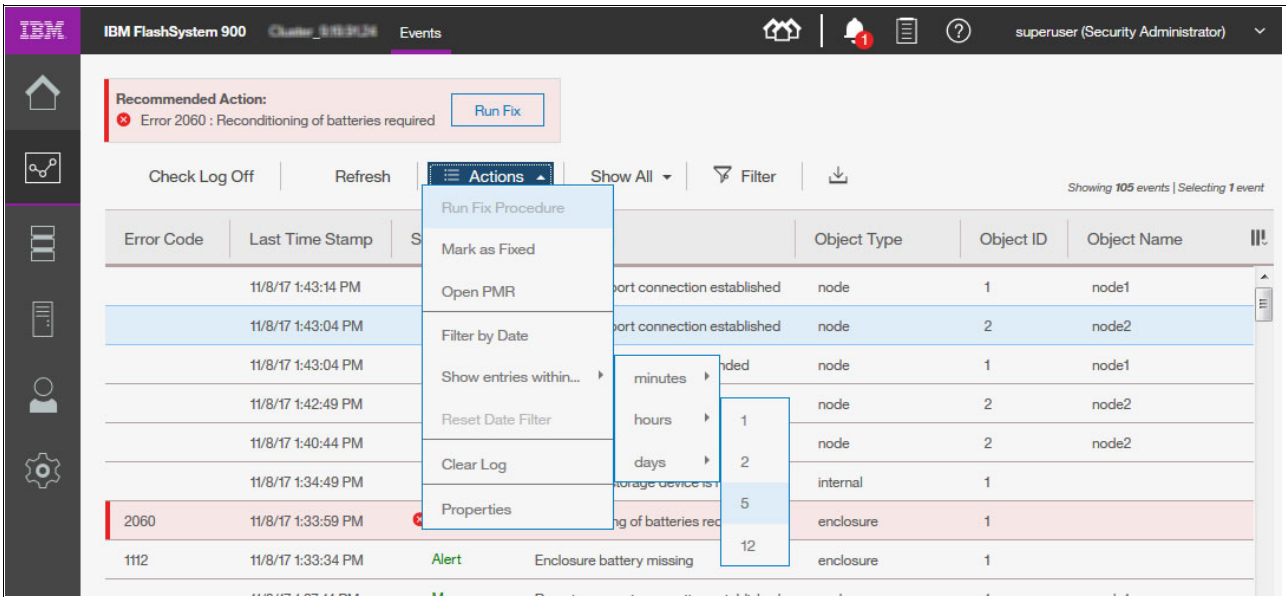 IBM IBM FlashSystem 900 Events superuser (Security Administrator)
1
Recommended Action:
Error 2060 : Reconditioning of batteries required Run Fix
Check Log Off Refresh Actions Show All Filter
Showing 105 events | Selecting 1 event
Run Fix Procedure
Mark as Fixed
Open PMR
Filter by Date
Show entries within...
Reset Date Filter
Clear Log
Properties
minutes
hours
days
1
2
5
12
Error Code Last Time Stamp S Object Type Object ID Object Name
11/8/17 1:43:14 PM ort connection established node 1 node1
11/8/17 1:43:04 PM ort connection established node 2 node2
11/8/17 1:43:04 PM nded node 1 node1
11/8/17 1:42:49 PM node 2 node2
11/8/17 1:40:44 PM node 2 node2
11/8/17 1:34:49 PM internal 1
2060 11/8/17 1:33:59 PM ng of batteries rec enclosure 1
1112 11/8/17 1:33:34 PM Alert Enclosure battery missing enclosure 1